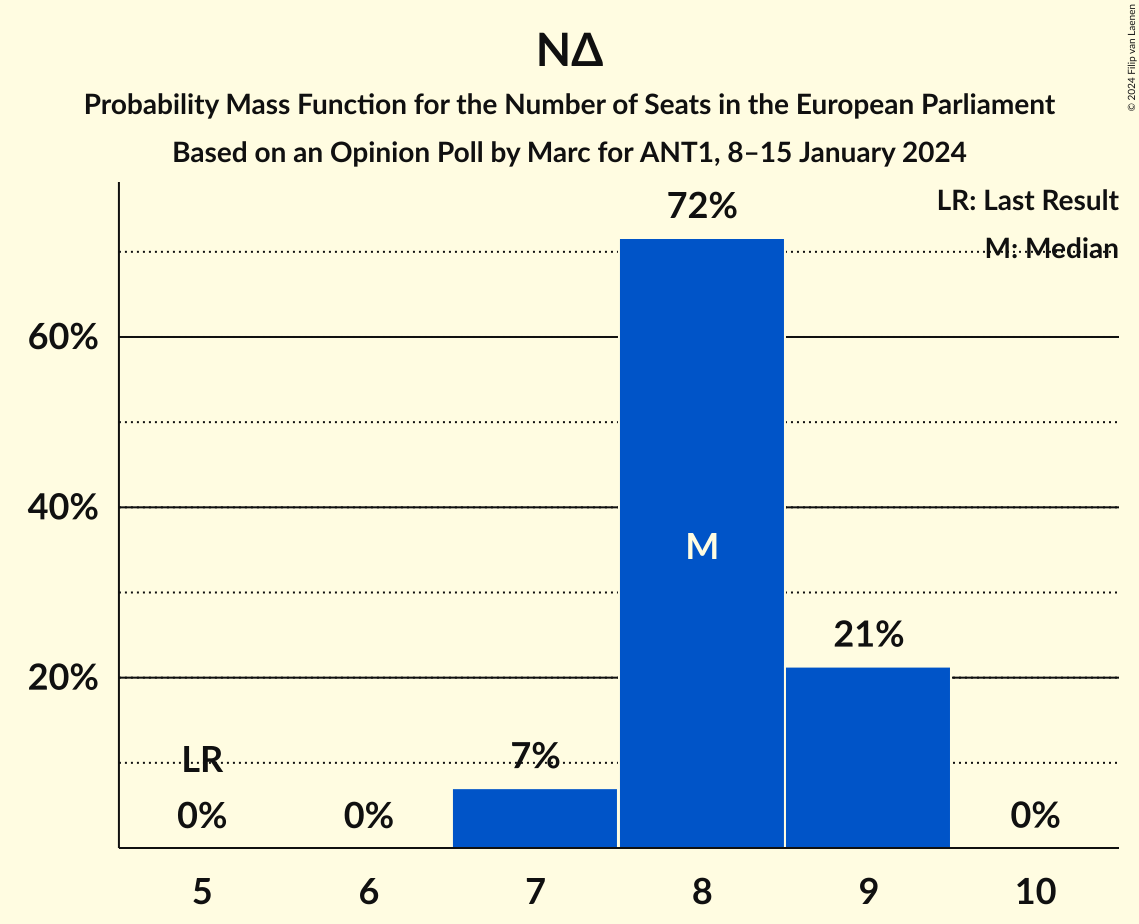 © 2024 Filip van Laenen
ΝΔ
Probability Mass Function for the Number of Seats in the European Parliament
Based on an Opinion Poll by Marc for ANT1, 8–15 January 2024
LR: Last Result
M: Median
72%
60%
40%
M
21%
20%
LR
7%
0%
0%
0%
5
6
7
8
9
10